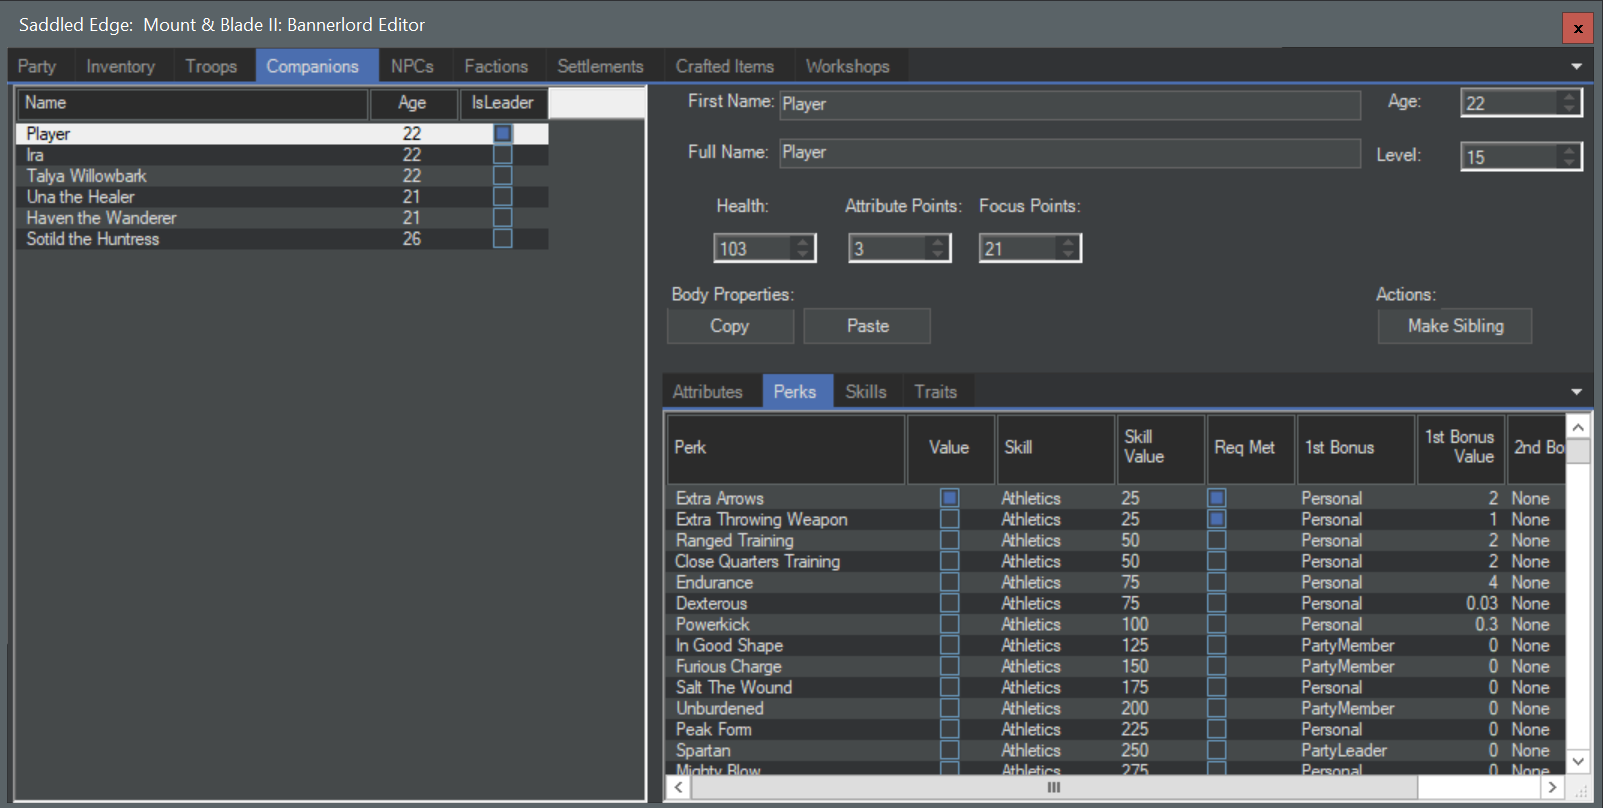 Saddled Edge:  Mount & Blade II: Bannerlord Editor
x
Party Inventory Troops Companions NPCs Factions Settlements Crafted Items Workshops
Name Age IsLeader
Player 22
Ira 22
Talya Willowbark 22
Una the Healer 21
Haven the Wanderer 21
Sotild the Huntress 26
First Name: Player Age: 22
Full Name: Player Level: 15
Health: Attribute Points: Focus Points:
103 3 21
Body Properties: Actions:
Copy Paste Make Sibling
Attributes Perks Skills Traits
Perk Value Skill Skill Value Req Met 1st Bonus 1st Bonus Value 2nd Bo
Extra Arrows Athletics 25 Personal 2 None
Extra Throwing Weapon Athletics 25 Personal 1 None
Ranged Training Athletics 50 Personal 2 None
Close Quarters Training Athletics 50 Personal 2 None
Endurance Athletics 75 Personal 4 None
Dexterous Athletics 75 Personal 0.03 None
Powerkick Athletics 100 Personal 0.3 None
In Good Shape Athletics 125 PartyMember 0 None
Furious Charge Athletics 150 PartyMember 0 None
Salt The Wound Athletics 175 Personal 0 None
Unburdened Athletics 200 PartyMember 0 None
Peak Form Athletics 225 Personal 0 None
Spartan Athletics 250 PartyLeader 0 None
Mighty Blow Athletics 275 Personal 0 None